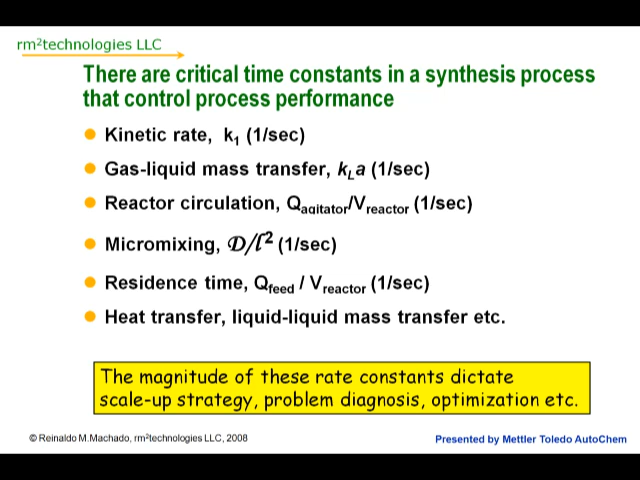 rm²technologies LLC
There are critical time constants in a synthesis process
that control process performance
Kinetic rate, k₁ (1/sec)
Gas-liquid mass transfer, kLa (1/sec)
Reactor circulation, Qagitator/Vreactor (1/sec)
Micromixing, 𝒟/ℓ² (1/sec)
Residence time, Qfeed / Vreactor (1/sec)
Heat transfer, liquid-liquid mass transfer etc.
The magnitude of these rate constants dictate
scale-up strategy, problem diagnosis, optimization etc.
© Reinaldo M.Machado, rm²technologies LLC, 2008
Presented by Mettler Toledo AutoChem